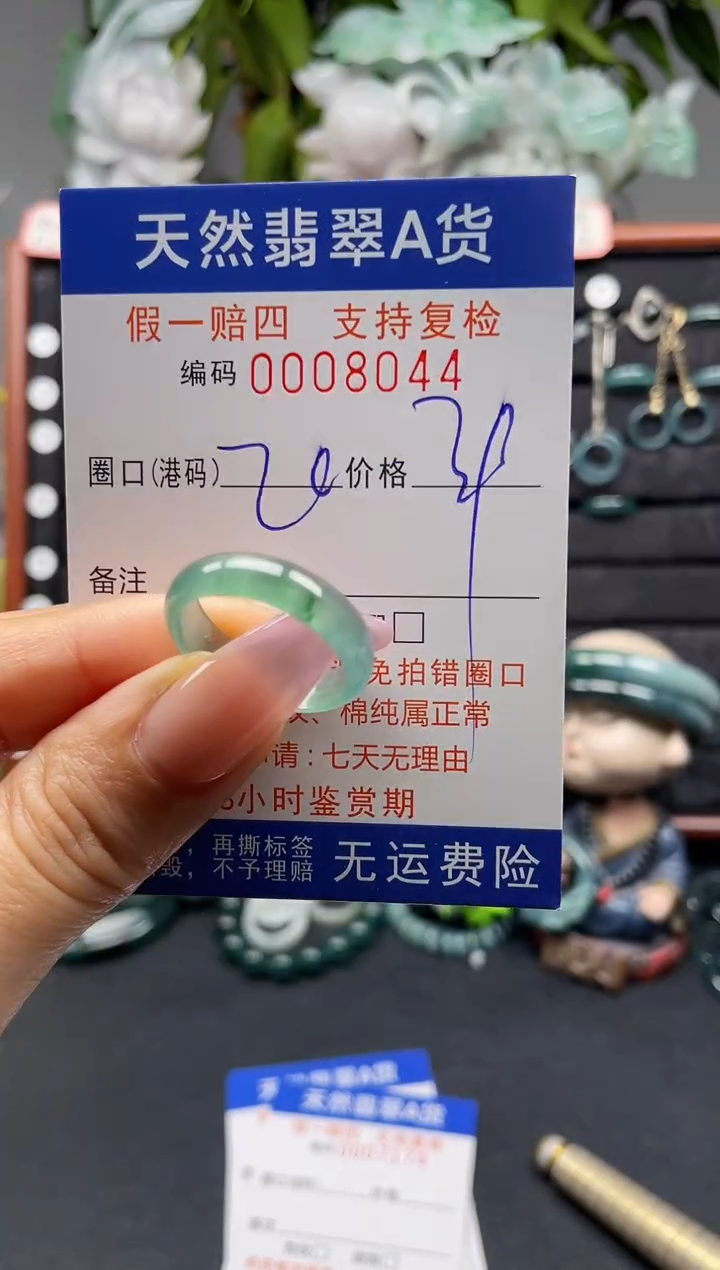 天然翡翠A货
假一赔四 支持复检
编码 0008044
圈口(港码) 20 价格
备注
免拍错圈口
、棉纯属正常
请:七天无理由
小时鉴赏期
,再撕标签
毁,不予理赔
无运费险
天然翡翠A货